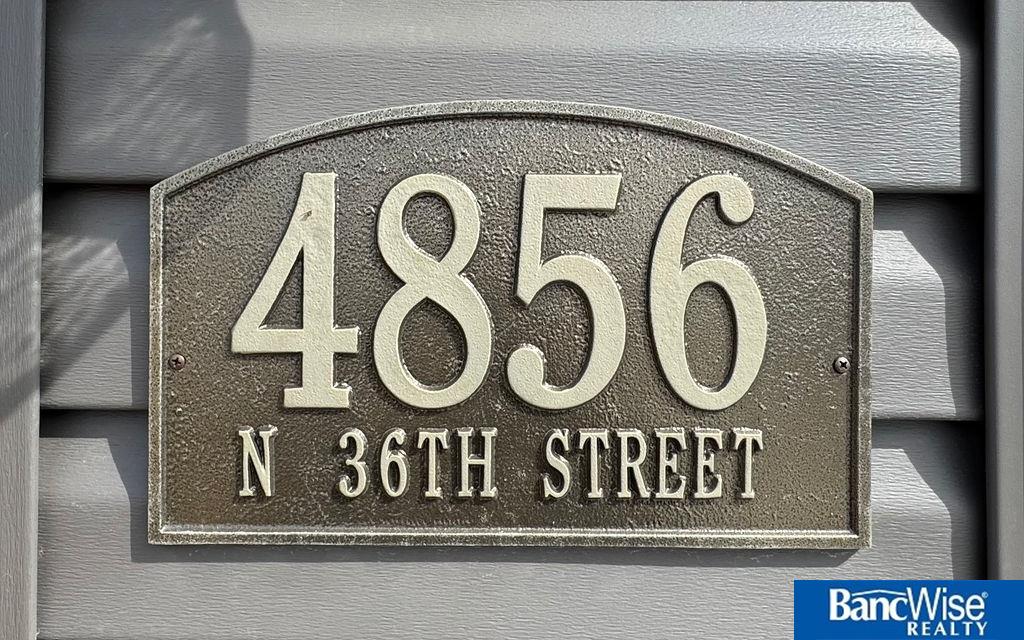 4856
N 36TH STREET
BancWise®
REALTY